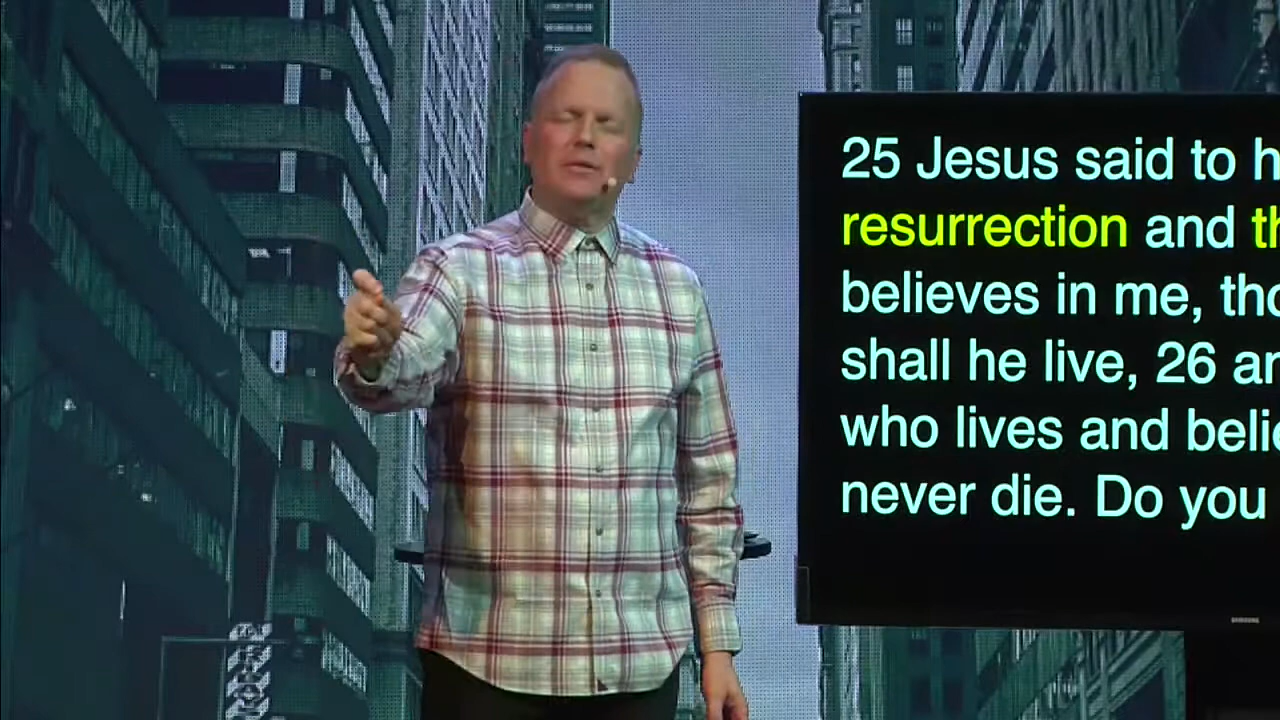 25 Jesus said to h
resurrection and th
believes in me, tho
shall he live, 26 an
who lives and belie
never die. Do you
SAMSUNG